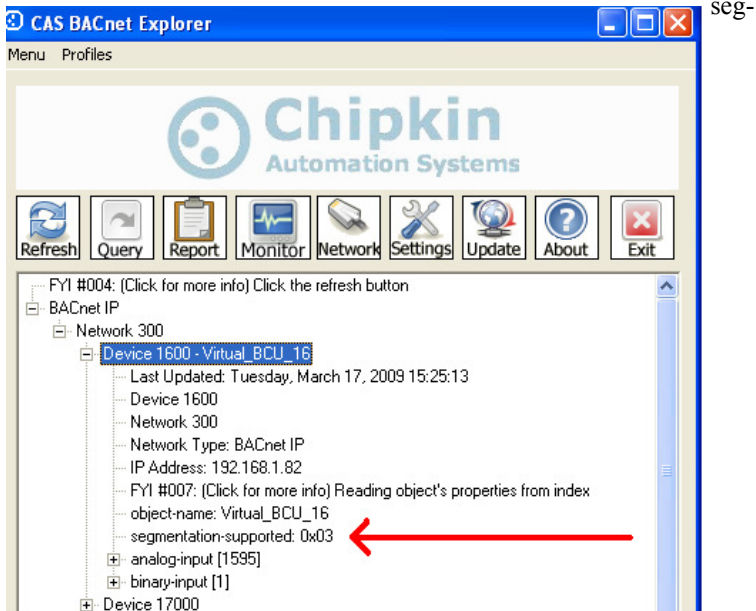 CAS BACnet Explorer
seg-
Menu Profiles
Chipkin
Automation Systems
Refresh Query Report Monitor Network Settings Update About Exit
FYI #004: (Click for more info) Click the refresh button
BACnet IP
Network 300
Device 1600 - Virtual_BCU_16
Last Updated: Tuesday, March 17, 2009 15:25:13
Device 1600
Network 300
Network Type: BACnet IP
IP Address: 192.168.1.82
FYI #007: (Click for more info) Reading object's properties from index
object-name: Virtual_BCU_16
segmentation-supported: 0x03
analog-input [1595]
binary-input [1]
Device 17000